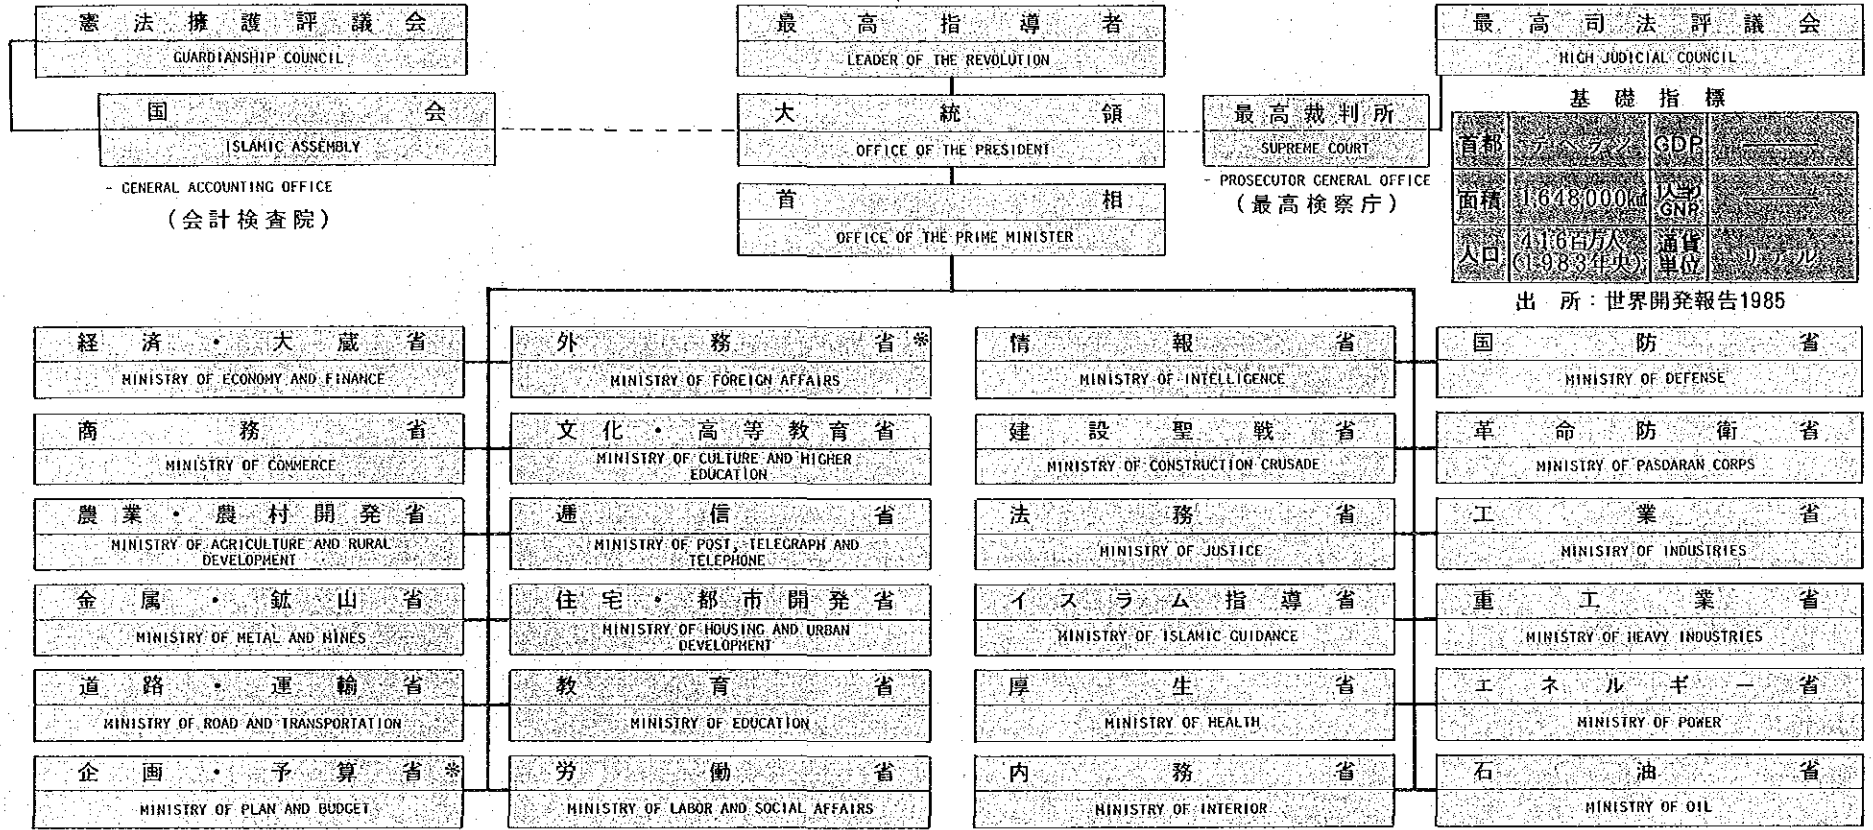 憲法擁護評議会
GUARDIANSHIP COUNCIL
最高指導者
LEADER OF THE REVOLUTION
最高司法評議会
HIGH JUDICIAL COUNCIL
国会
ISLAMIC ASSEMBLY
- GENERAL ACCOUNTING OFFICE
(会計検査院)
大統領
OFFICE OF THE PRESIDENT
最高裁判所
SUPREME COURT
- PROSECUTOR GENERAL OFFICE
(最高検察庁)
首相
OFFICE OF THE PRIME MINISTER
基礎指標
首都 テヘラン GDP ———
面積 1,648,000km² 1人当り GNP ———
人口 41.6百万人 (1983年央) 通貨単位 リアル
出所:世界開発報告1985
経済・大蔵省
MINISTRY OF ECONOMY AND FINANCE
外務省※
MINISTRY OF FOREIGN AFFAIRS
情報省
MINISTRY OF INTELLIGENCE
国防省
MINISTRY OF DEFENSE
商務省
MINISTRY OF COMMERCE
文化・高等教育省
MINISTRY OF CULTURE AND HIGHER
EDUCATION
建設聖戦省
MINISTRY OF CONSTRUCTION CRUSADE
革命防衛省
MINISTRY OF PASDARAN CORPS
農業・農村開発省
MINISTRY OF AGRICULTURE AND RURAL
DEVELOPMENT
逓信省
MINISTRY OF POST, TELEGRAPH AND
TELEPHONE
法務省
MINISTRY OF JUSTICE
工業省
MINISTRY OF INDUSTRIES
金属・鉱山省
MINISTRY OF METAL AND MINES
住宅・都市開発省
MINISTRY OF HOUSING AND URBAN
DEVELOPMENT
イスラム指導省
MINISTRY OF ISLAMIC GUIDANCE
重工業省
MINISTRY OF HEAVY INDUSTRIES
道路・運輸省
MINISTRY OF ROAD AND TRANSPORTATION
教育省
MINISTRY OF EDUCATION
厚生省
MINISTRY OF HEALTH
エネルギー省
MINISTRY OF POWER
企画・予算省※
MINISTRY OF PLAN AND BUDGET
労働省
MINISTRY OF LABOR AND SOCIAL AFFAIRS
内務省
MINISTRY OF INTERIOR
石油省
MINISTRY OF OIL